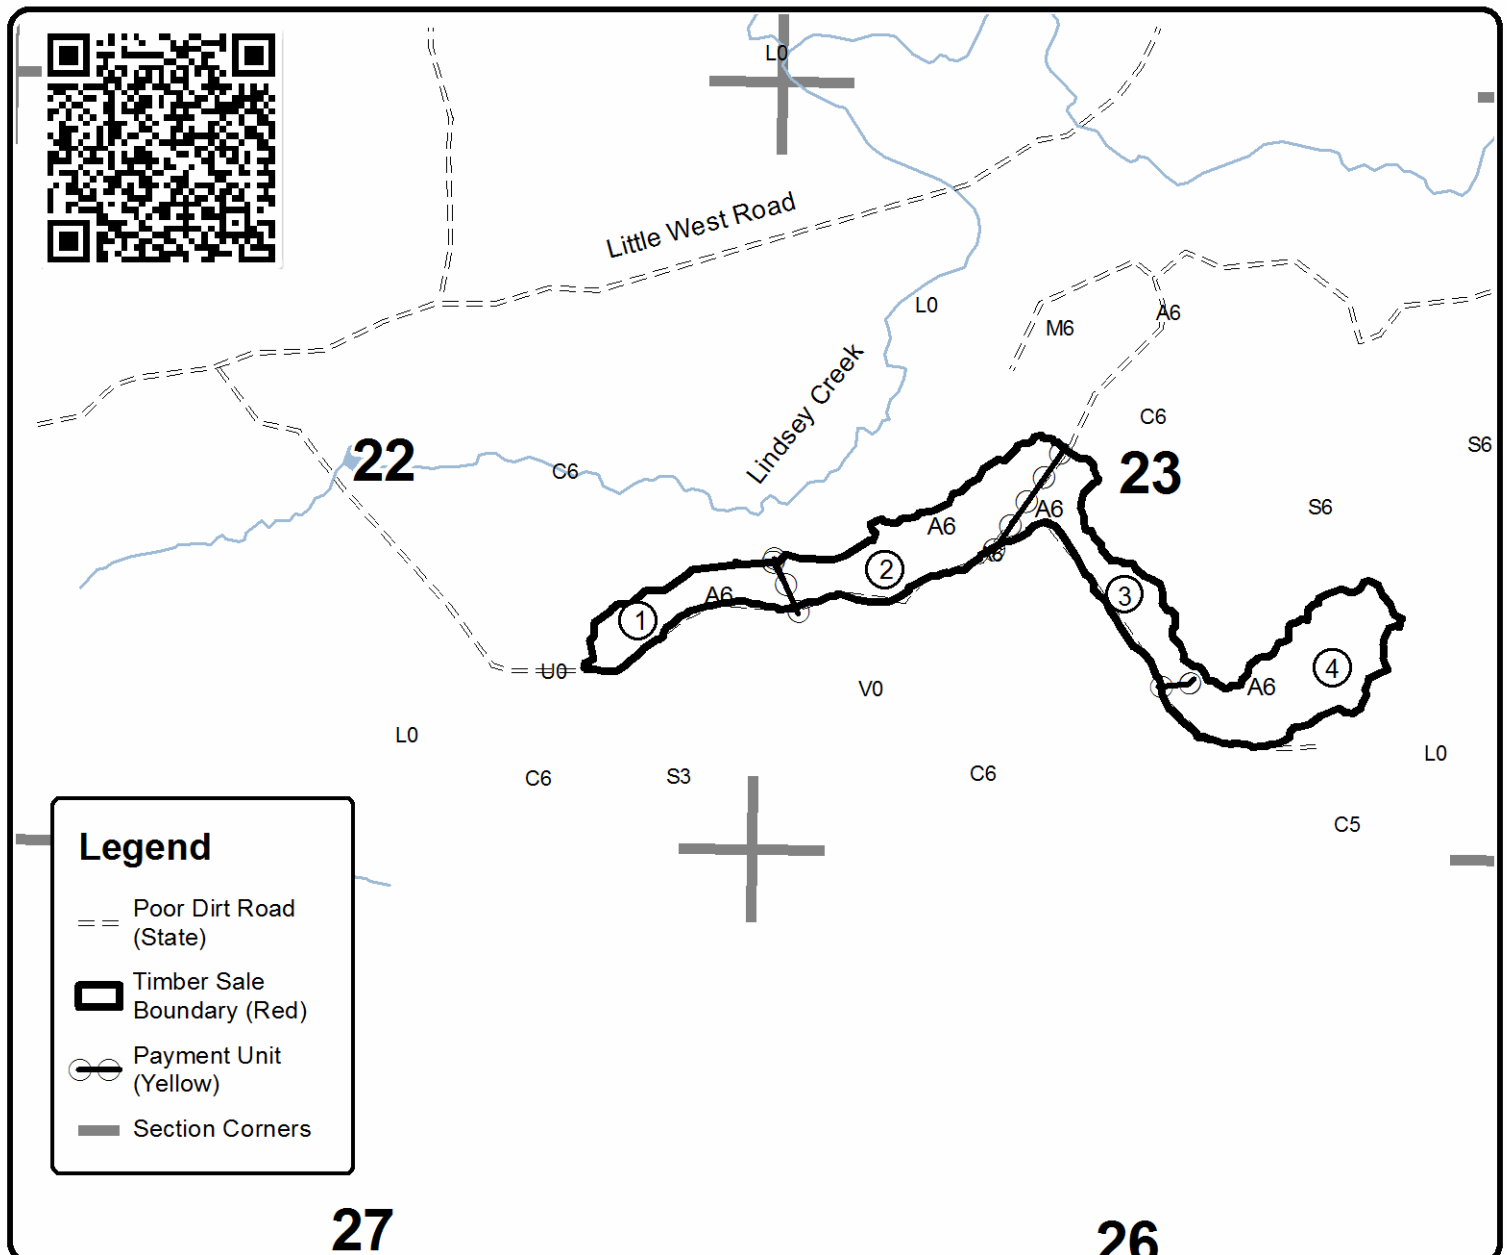 L0
Little West Road
L0
M6
A6
Lindsey Creek
C6
22
C6
23
S6
S6
A6
A6
A6
2
A6
3
1
U0
V0
A6
4
L0
C6
S3
C6
L0
C5
Legend
Poor Dirt Road
(State)
Timber Sale
Boundary (Red)
Payment Unit
(Yellow)
Section Corners
27
26